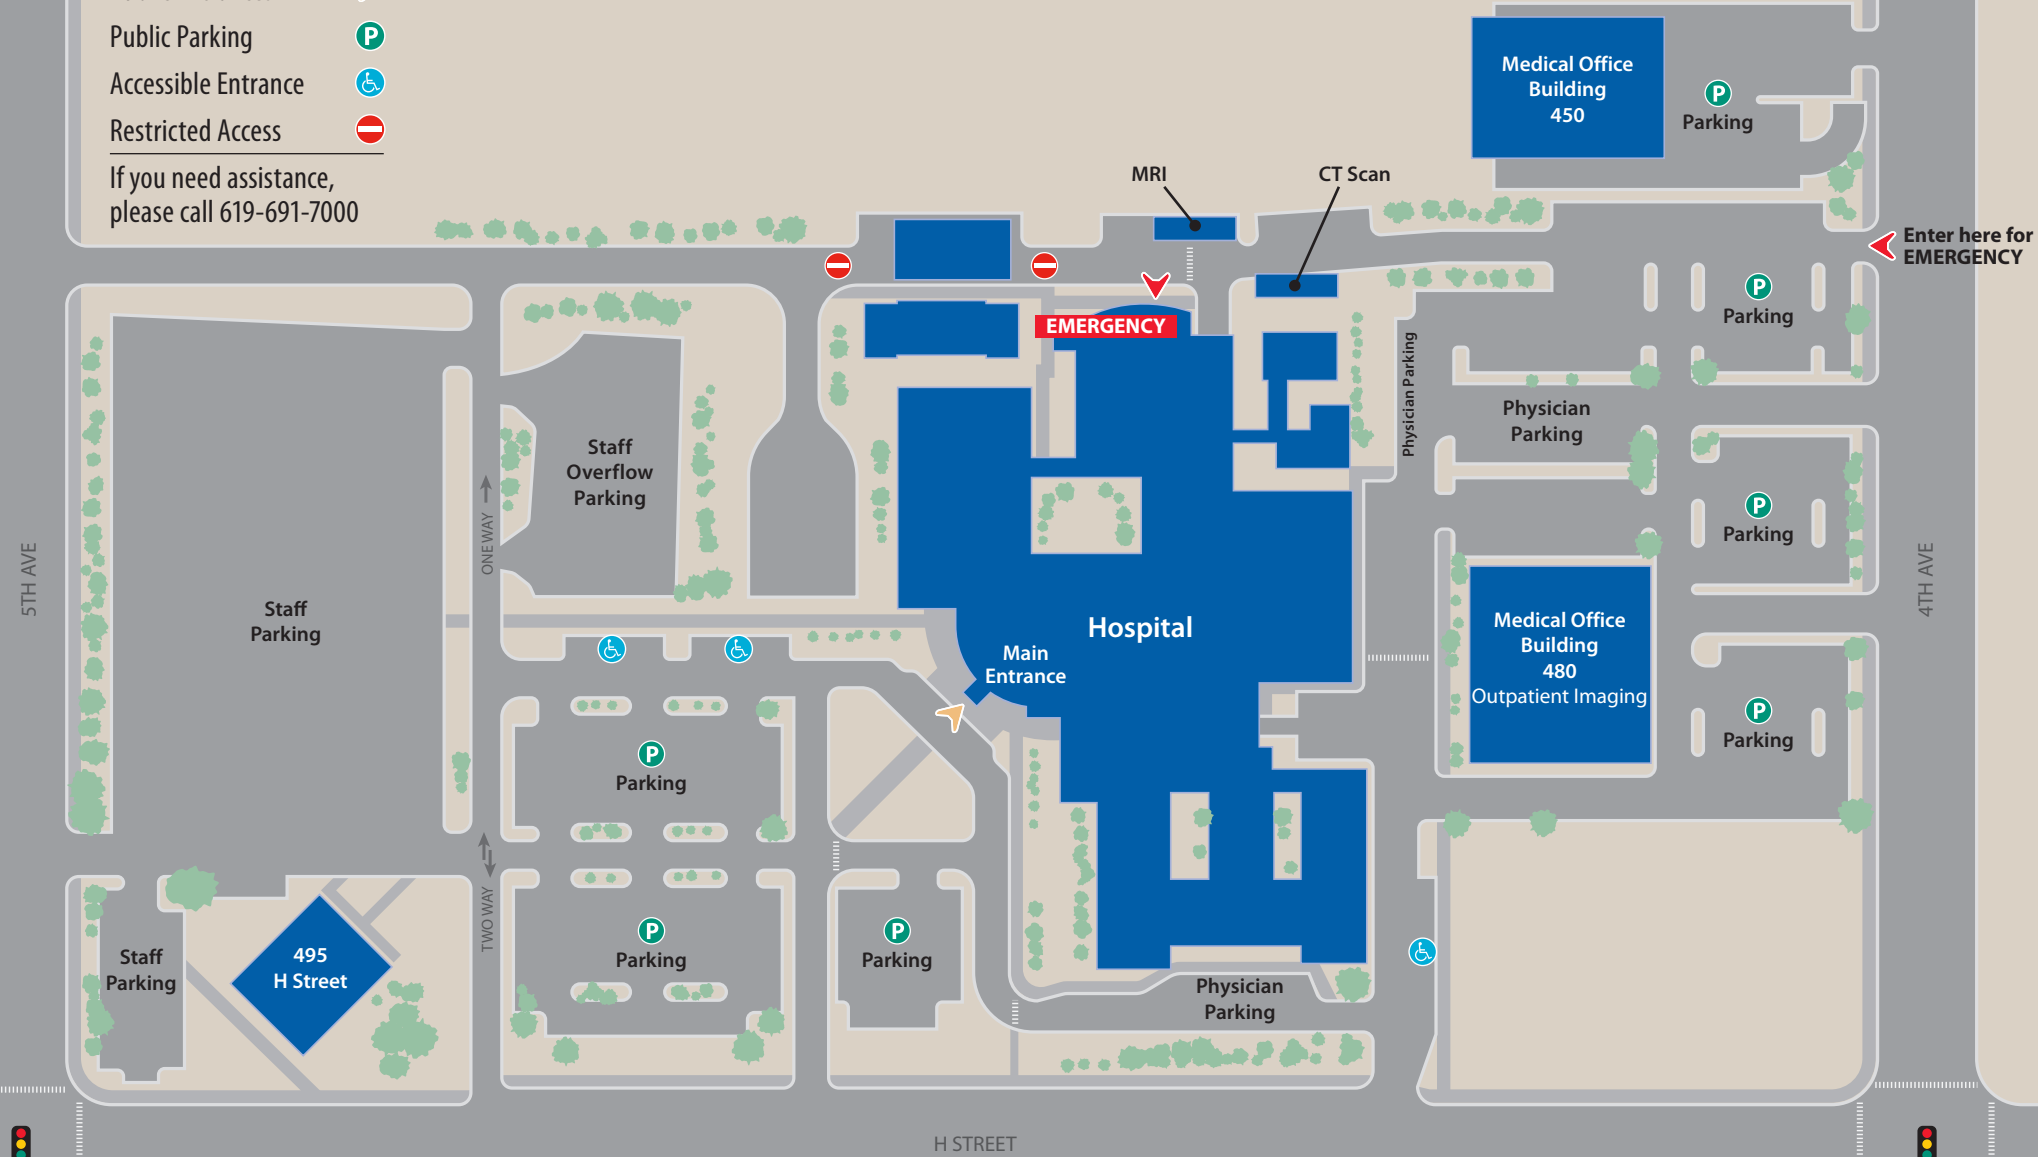 Public Parking
P
Accessible Entrance
Restricted Access
If you need assistance,
please call 619-691-7000
Medical Office
Building
450
P
Parking
MRI
CT Scan
Enter here for
EMERGENCY
P
Parking
EMERGENCY
Physician Parking
Physician
Parking
Staff
Overflow
Parking
ONE WAY
P
Parking
5TH AVE
4TH AVE
Staff
Parking
Hospital
Main
Entrance
Medical Office
Building
480
Outpatient Imaging
P
Parking
P
Parking
TWO WAY
P
Parking
P
Parking
Staff
Parking
495
H Street
Physician
Parking
H STREET